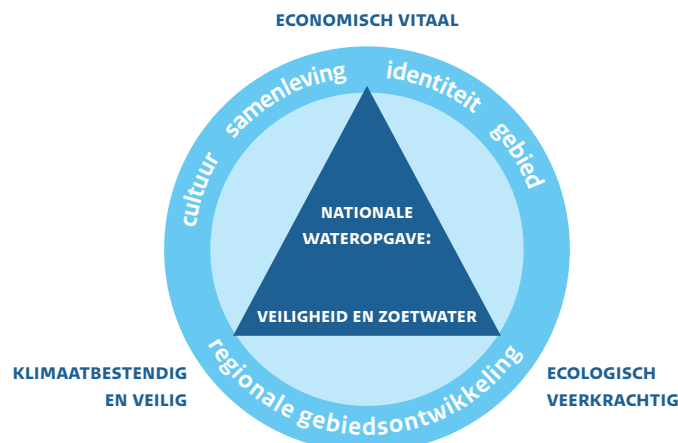 ECONOMISCH VITAAL
cultuur samenleving identiteit gebied
NATIONALE
WATEROPGAVE:
VEILIGHEID EN ZOETWATER
regionale gebiedsontwikkeling
KLIMAATBESTENDIG
EN VEILIG
ECOLOGISCH
VEERKRACHTIG